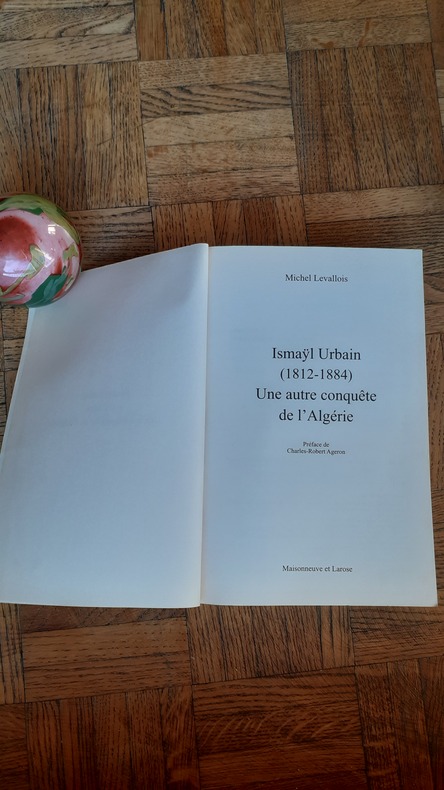 Michel Levallois
Ismaÿl Urbain
(1812-1884)
Une autre conquête
de l'Algérie
Préface de
Charles-Robert Ageron
Maisonneuve et Larose